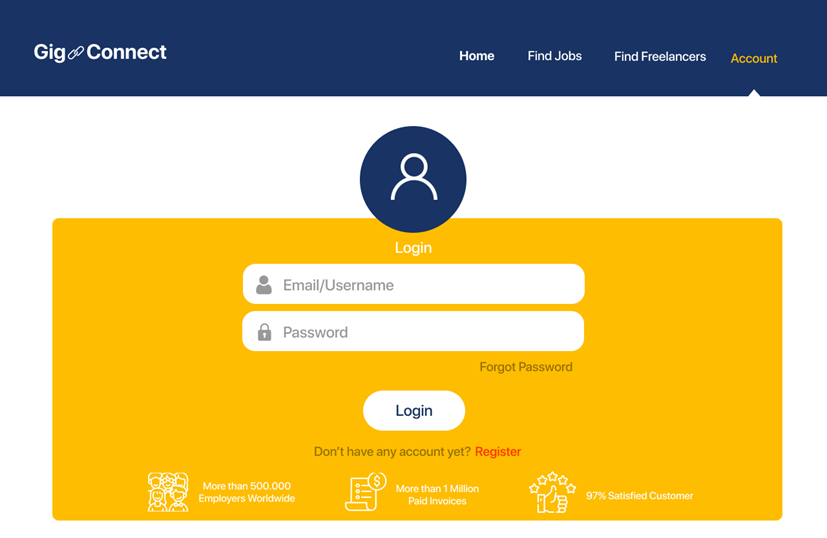 Gig Connect
Home Find Jobs Find Freelancers Account
Login
Email/Username
Password
Forgot Password
Login
Don't have any account yet? Register
More than 500.000
Employers Worldwide
More than 1 Million
Paid Invoices
97% Satisfied Customer